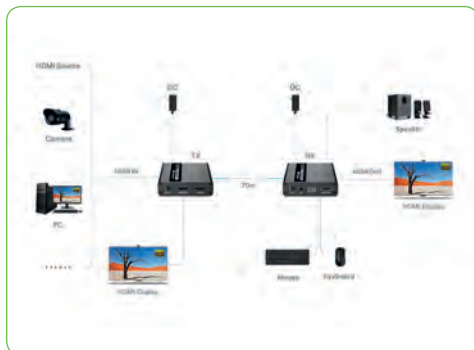 HDMI Source
DC
DC
Camera
TX
RX
Speaker
HDMI IN
70m
HDMI OUT
PC
HDMI Display
Mouse
Keyboard
HDMI Display